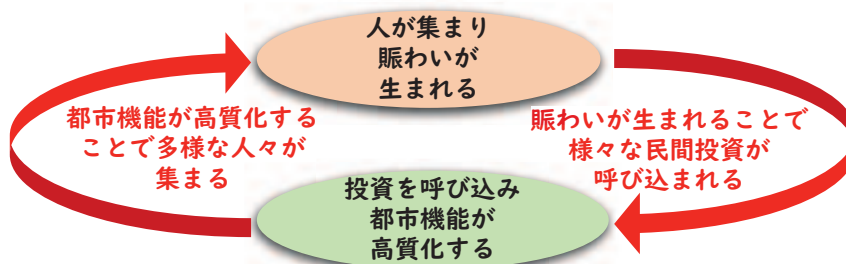 人が集まり
賑わいが
生まれる
都市機能が高質化する
ことで多様な人々が
集まる
賑わいが生まれることで
様々な民間投資が
呼び込まれる
投資を呼び込み
都市機能が
高質化する